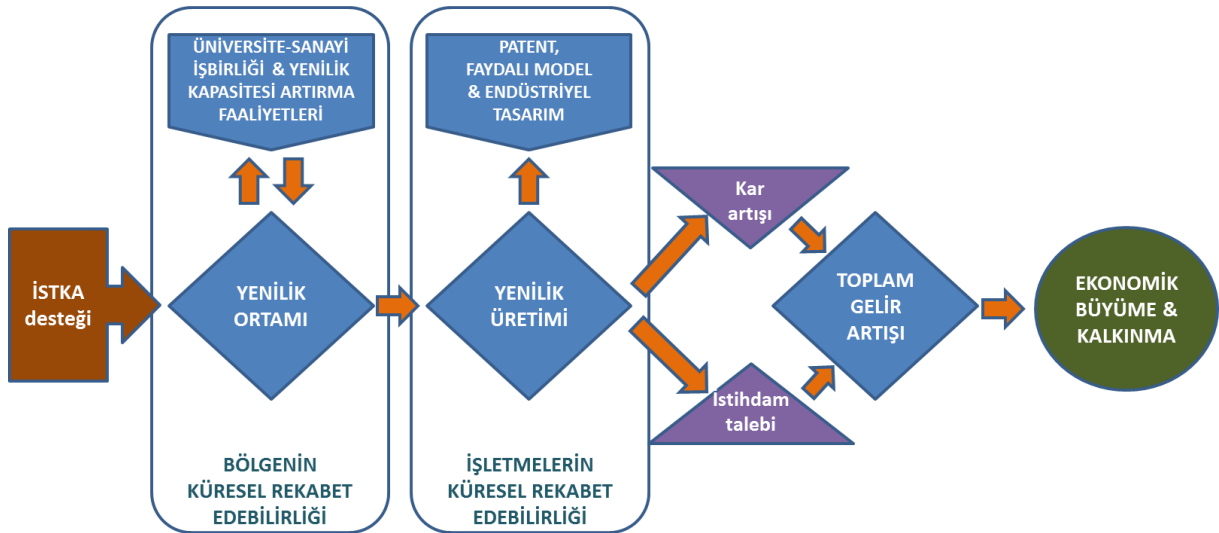 İSTKA
desteği
ÜNİVERSİTE-SANAYİ
İŞBİRLİĞİ & YENİLİK
KAPASİTESİ ARTIRMA
FAALİYETLERİ
YENİLİK
ORTAMI
BÖLGENİN
KÜRESEL REKABET
EDEBİLİRLİĞİ
PATENT,
FAYDALI MODEL
& ENDÜSTRİYEL
TASARIM
YENİLİK
ÜRETİMİ
İŞLETMELERİN
KÜRESEL REKABET
EDEBİLİRLİĞİ
Kar
artışı
İstihdam
talebi
TOPLAM
GELİR
ARTIŞI
EKONOMİK
BÜYÜME &
KALKINMA